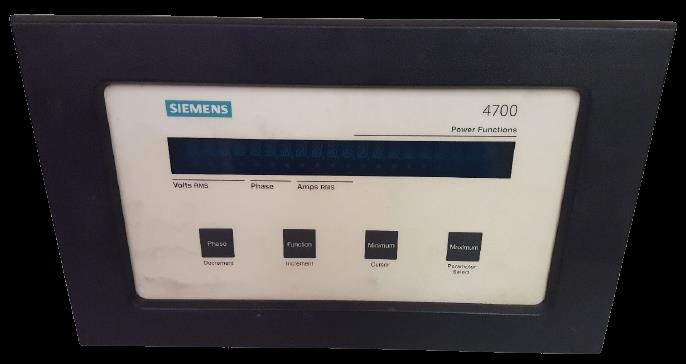 SIEMENS
4700
Power Functions
Volts RMS Phase Amps RMS
Phase Function Minimum Maximum
Decrement Increment Cursor Parameter
Select